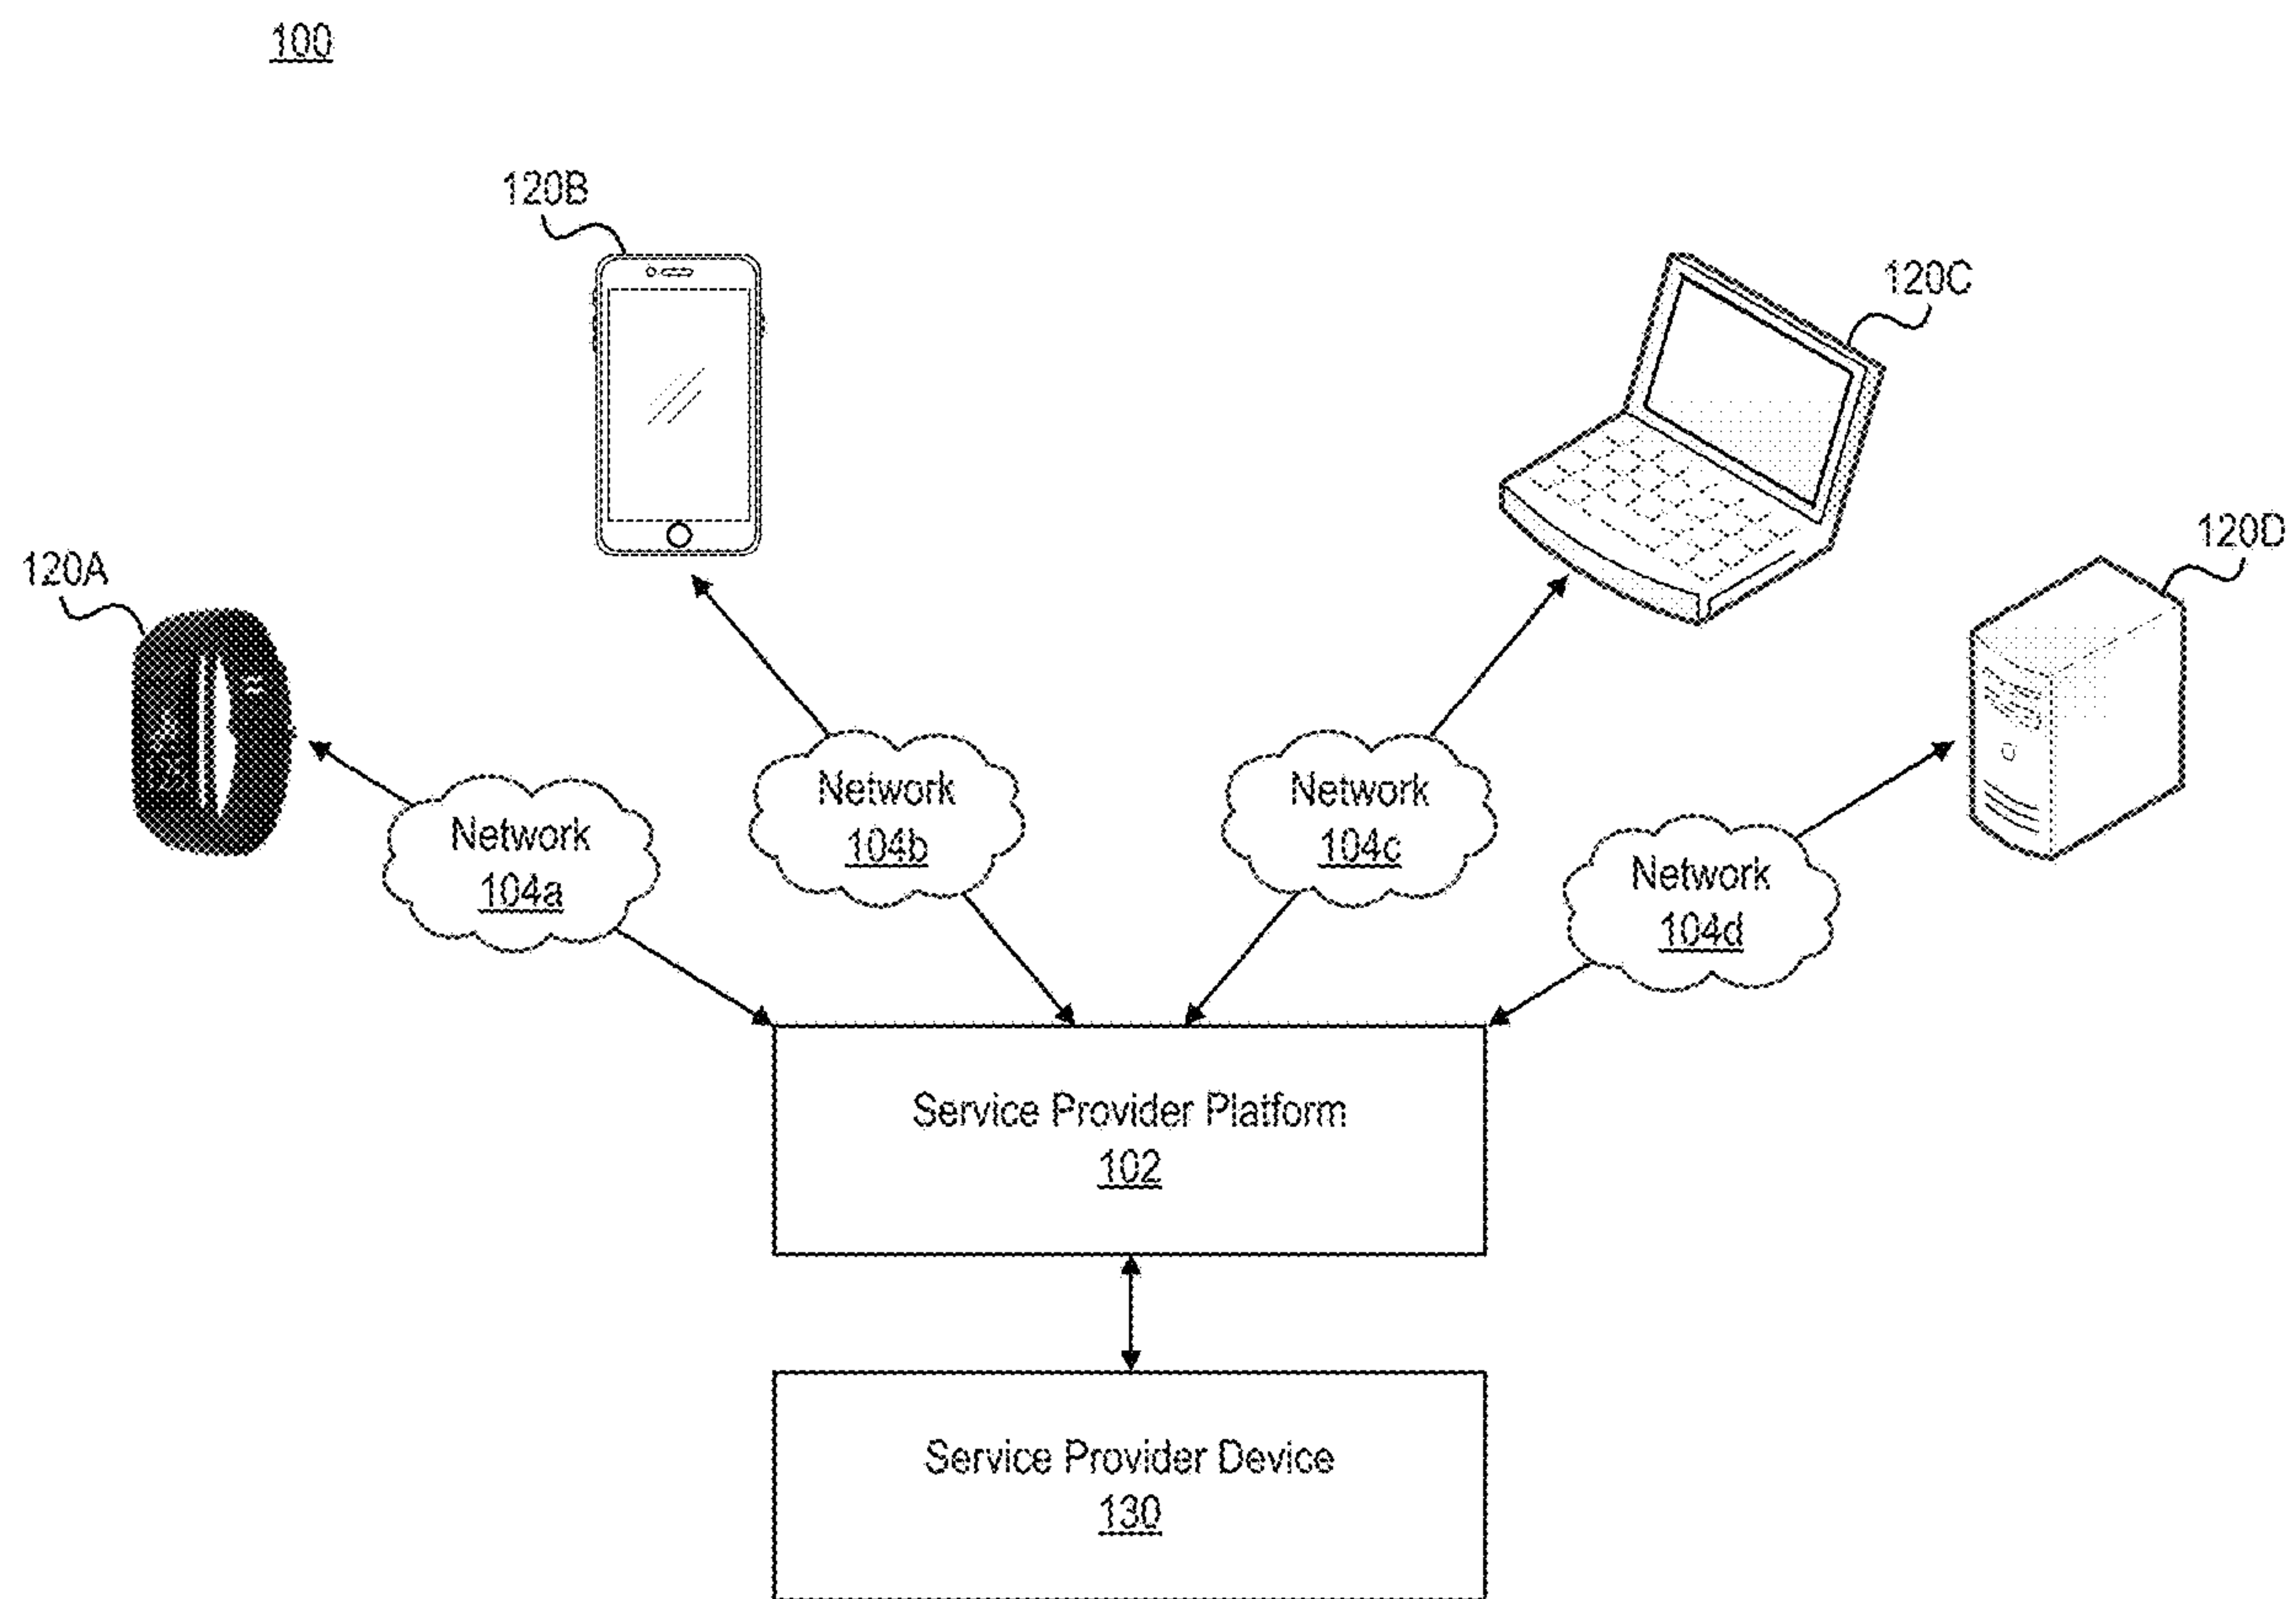 100
120B
120C
120D
120A
Network
104b
Network
104c
Network
104a
Network
104d
Service Provider Platform
102
Service Provider Device
130